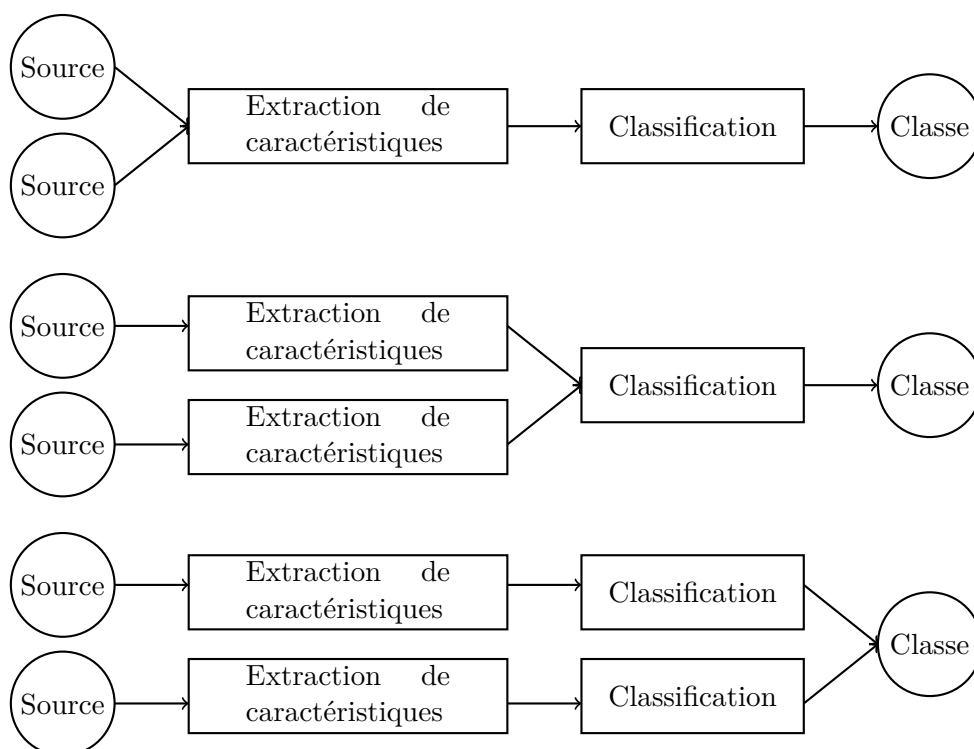 Source
Source
Extraction de
caractéristiques
Classification
Classe
Source
Extraction de
caractéristiques
Source
Extraction de
caractéristiques
Classification
Classe
Source
Extraction de
caractéristiques
Classification
Source
Extraction de
caractéristiques
Classification
Classe